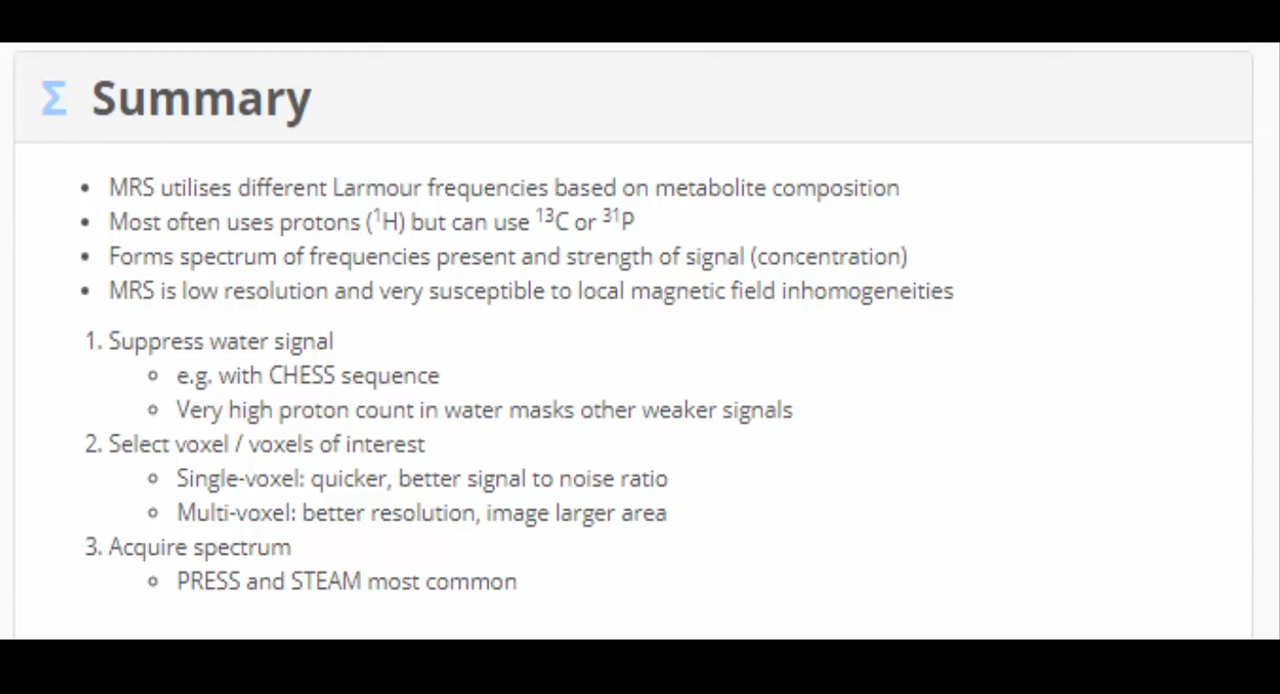 Σ Summary
• MRS utilises different Larmour frequencies based on metabolite composition
• Most often uses protons (¹H) but can use ¹³C or ³¹P
• Forms spectrum of frequencies present and strength of signal (concentration)
• MRS is low resolution and very susceptible to local magnetic field inhomogeneities
1. Suppress water signal
◦ e.g. with CHESS sequence
◦ Very high proton count in water masks other weaker signals
2. Select voxel / voxels of interest
◦ Single-voxel: quicker, better signal to noise ratio
◦ Multi-voxel: better resolution, image larger area
3. Acquire spectrum
◦ PRESS and STEAM most common